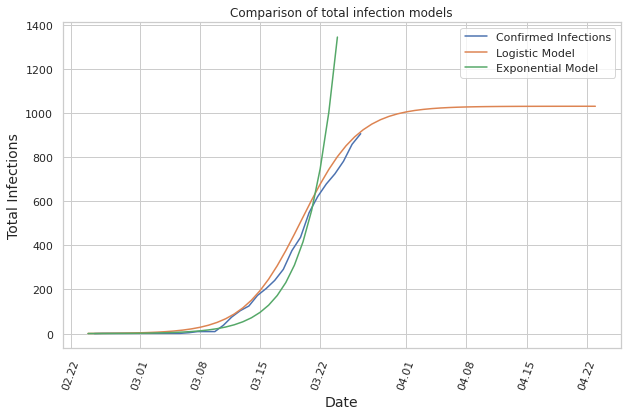 Comparison of total infection models
Confirmed Infections
Logistic Model
Exponential Model
Total Infections
1400
1200
1000
800
600
400
200
0
02.22
03.01
03.08
03.15
03.22
04.01
04.08
04.15
04.22
Date